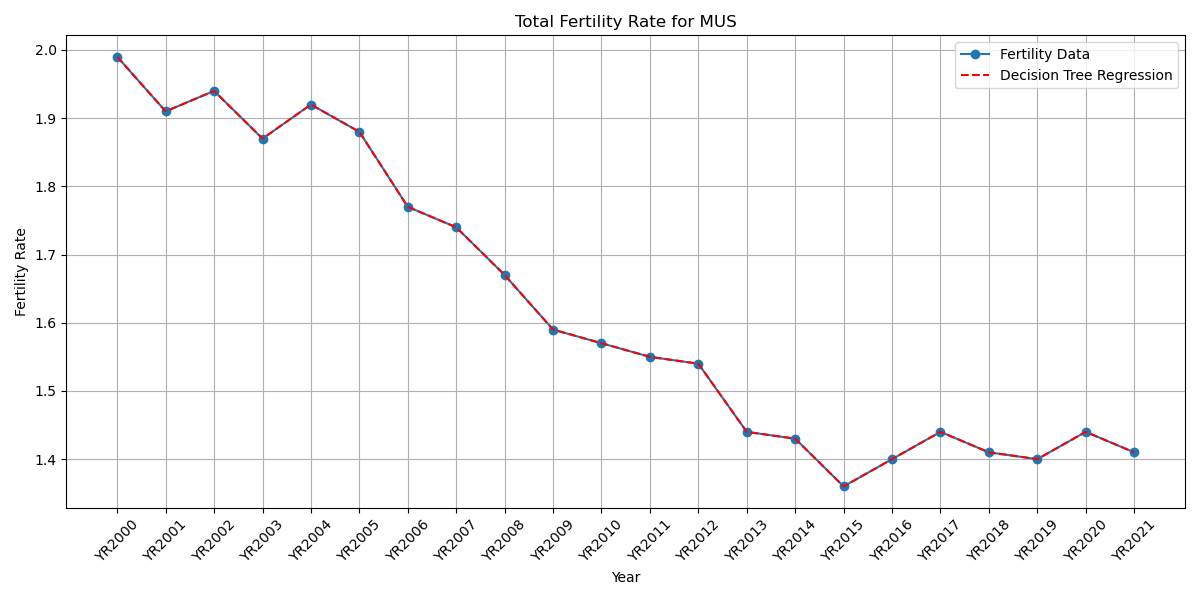 Total Fertility Rate for MUS
Fertility Data
Decision Tree Regression
Fertility Rate
2.0
1.9
1.8
1.7
1.6
1.5
1.4
YR2000
YR2001
YR2002
YR2003
YR2004
YR2005
YR2006
YR2007
YR2008
YR2009
YR2010
YR2011
YR2012
YR2013
YR2014
YR2015
YR2016
YR2017
YR2018
YR2019
YR2020
YR2021
Year